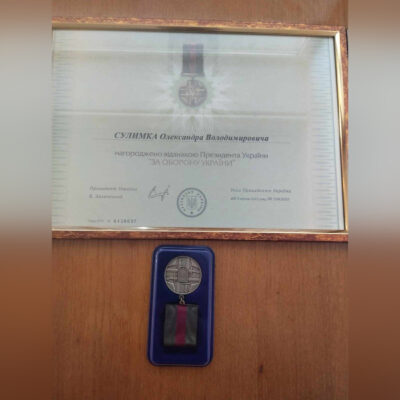 СУЛИМКА Олександра Володимировича
нагороджено відзнакою Президента України
"ЗА ОБОРОНУ УКРАЇНИ"
Президент України
В. Зеленський
Указ Президента України